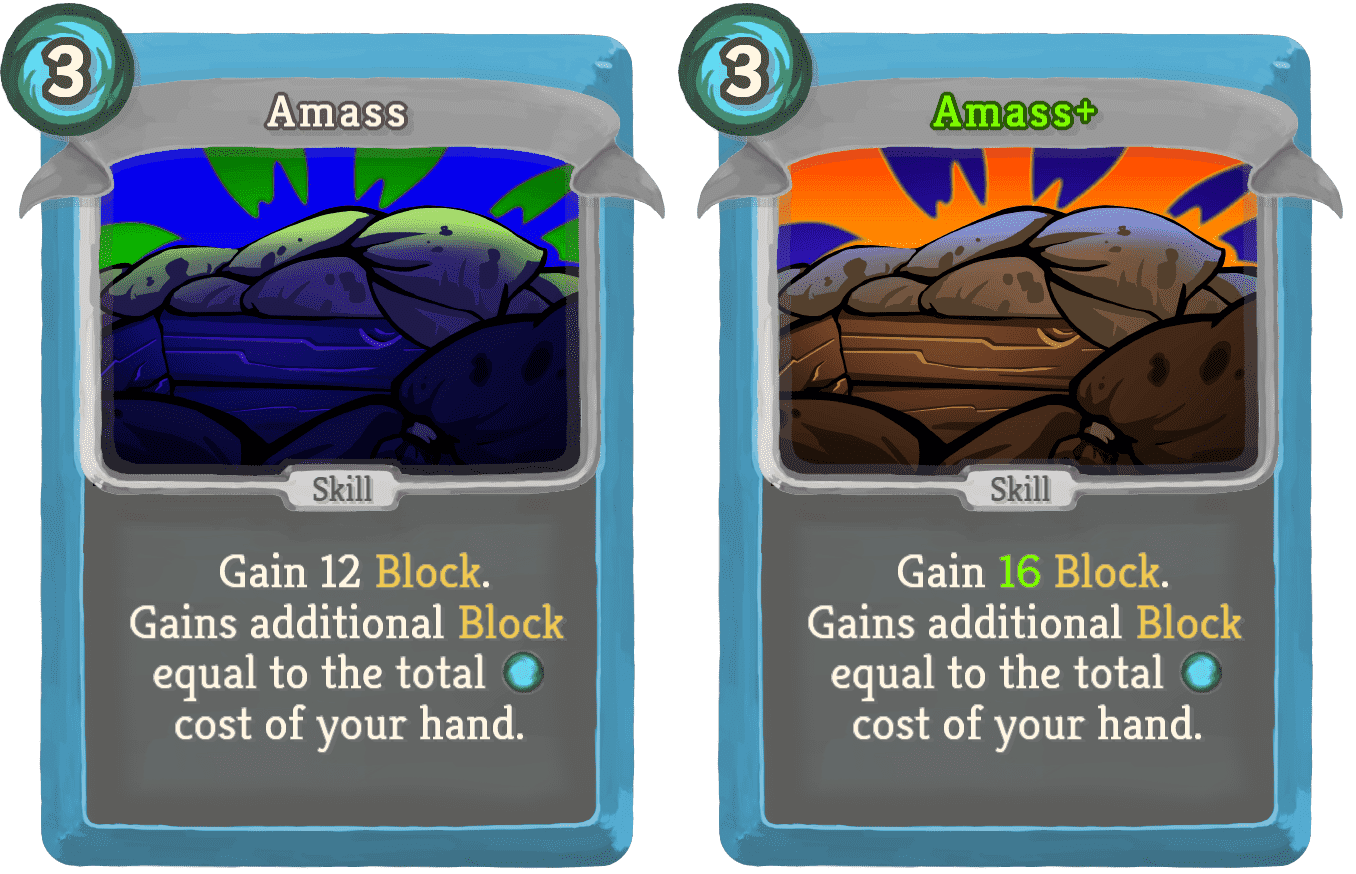 3
Amass
Skill
Gain 12 Block.
Gains additional Block
equal to the total
cost of your hand.
3
Amass+
Skill
Gain 16 Block.
Gains additional Block
equal to the total
cost of your hand.